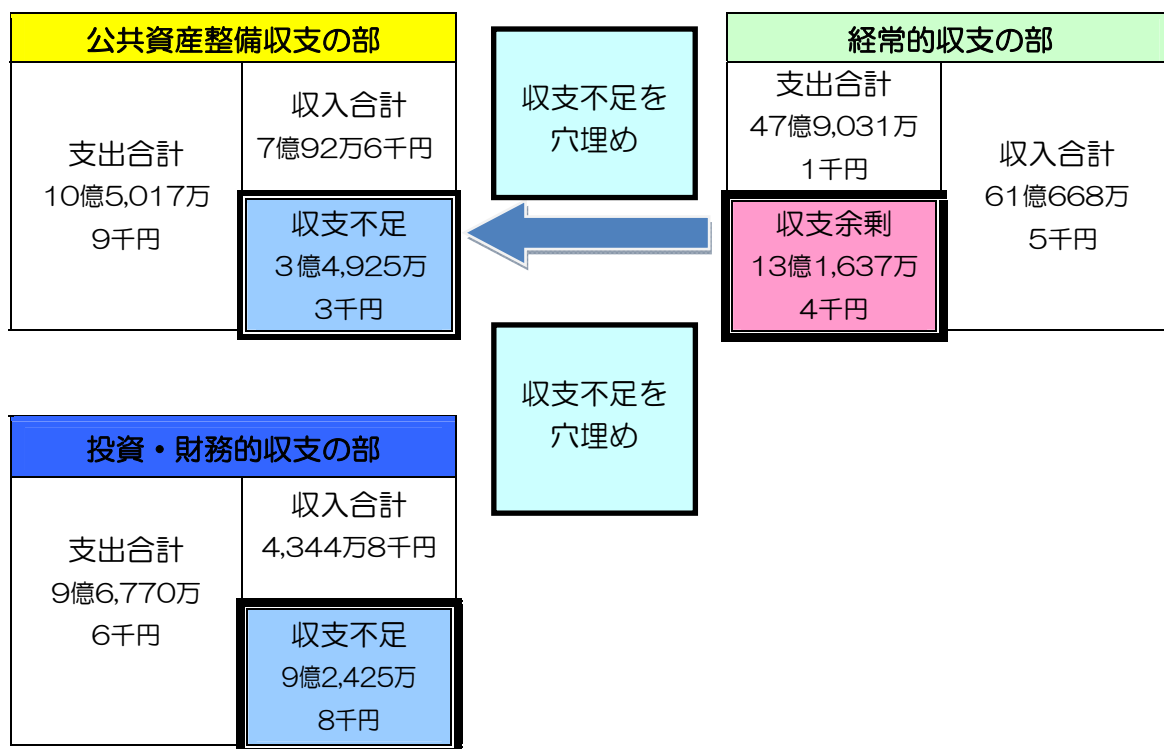 公共資産整備収支の部
支出合計
10億5,017万
9千円
収入合計
7億92万6千円
収支不足
3億4,925万
3千円
収支不足を
穴埋め
経常的収支の部
支出合計
47億9,031万
1千円
収支余剰
13億1,637万
4千円
収入合計
61億668万
5千円
収支不足を
穴埋め
投資・財務的収支の部
支出合計
9億6,770万
6千円
収入合計
4,344万8千円
収支不足
9億2,425万
8千円